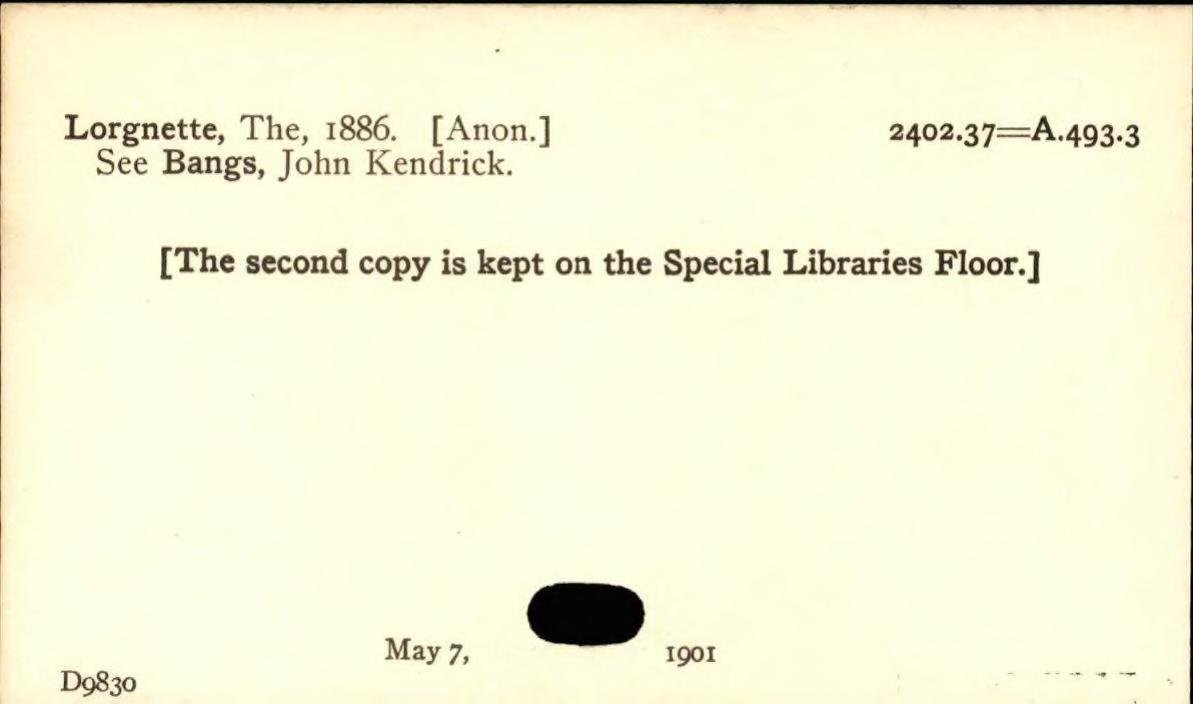 Lorgnette, The, 1886. [Anon.] 2402.37=A.493.3
See Bangs, John Kendrick.
[The second copy is kept on the Special Libraries Floor.]
May 7, 1901
D9830